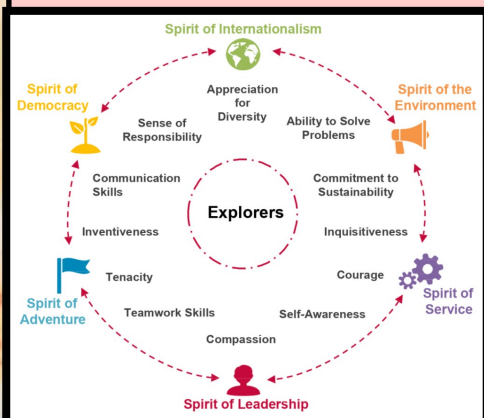 Spirit of Internationalism
Spirit of
Democracy
Spirit of the
Environment
Appreciation
for
Diversity
Sense of
Responsibility
Ability to Solve
Problems
Communication
Skills
Commitment to
Sustainability
Explorers
Inventiveness
Inquisitiveness
Tenacity
Courage
Spirit of
Adventure
Spirit of
Service
Teamwork Skills
Self-Awareness
Compassion
Spirit of Leadership